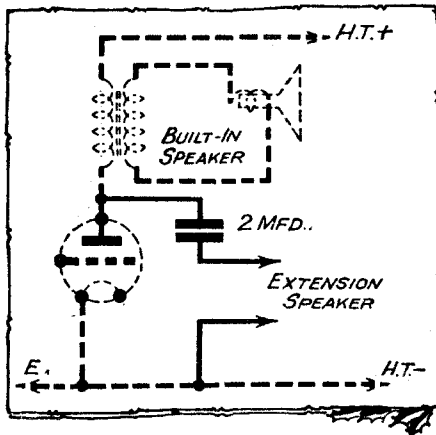 H.T.+
BUILT-IN
SPEAKER
2 MFD..
EXTENSION
SPEAKER
E.
H.T.-